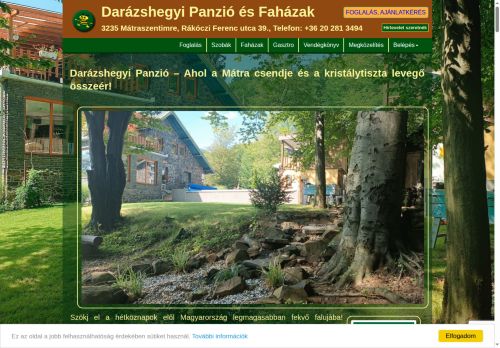 Darázshegyi Panzió és Faházak
3235 Mátraszentimre, Rákóczi Ferenc utca 39., Telefon: +36 20 281 3494
FOGLALÁS, AJÁNLATKÉRÉS
Hírlevelet szeretnék
Foglalás Szobák Faházak Gasztro Vendégkönyv Megközelítés Belépés
Darázshegyi Panzió – Ahol a Mátra csendje és a kristálytiszta levegő
összeér!
Szökj el a hétköznapok elől Magyarország legmagasabban fekvő falujába!
Ez az oldal a jobb felhasználhatóság érdekében sütiket használ. További információk
Elfogadom